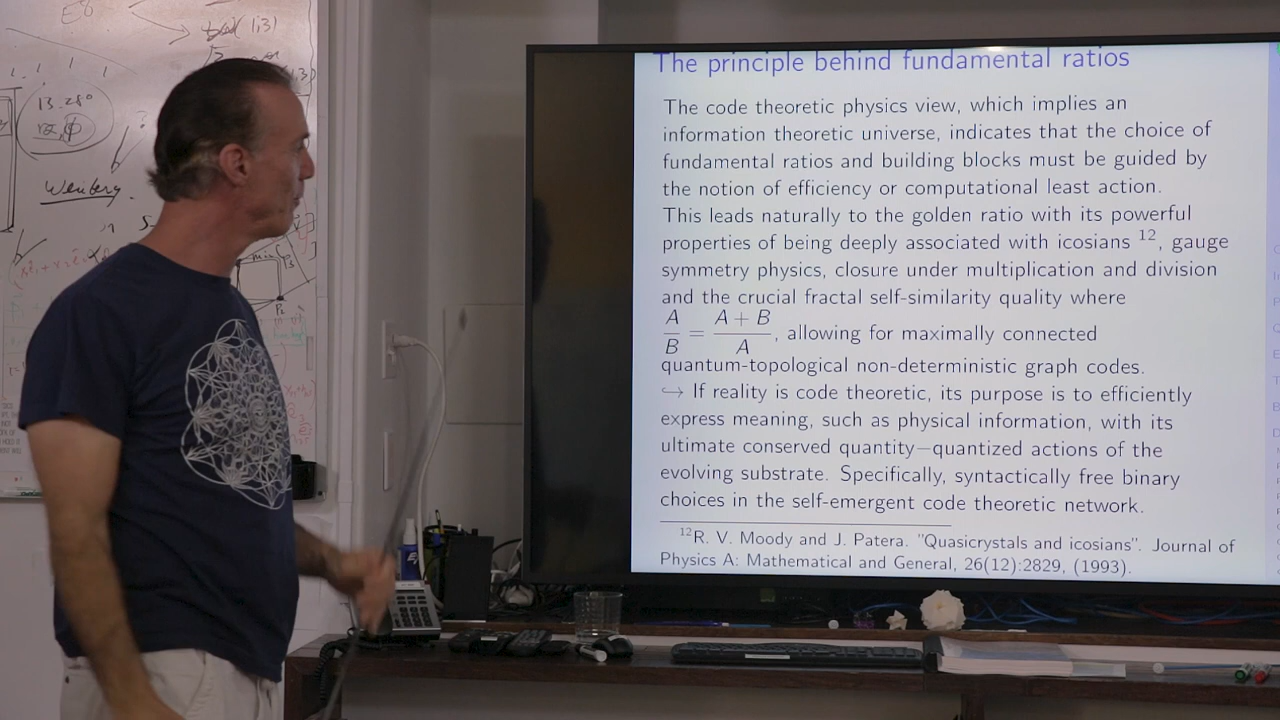 E8
(1,3)
13.28°
Weinberg
P2
The principle behind fundamental ratios
The code theoretic physics view, which implies an
information theoretic universe, indicates that the choice of
fundamental ratios and building blocks must be guided by
the notion of efficiency or computational least action.
This leads naturally to the golden ratio with its powerful
properties of being deeply associated with icosians 12, gauge
symmetry physics, closure under multiplication and division
and the crucial fractal self-similarity quality where
A/B = (A + B)/A, allowing for maximally connected
quantum-topological non-deterministic graph codes.
↪ If reality is code theoretic, its purpose is to efficiently
express meaning, such as physical information, with its
ultimate conserved quantity—quantized actions of the
evolving substrate. Specifically, syntactically free binary
choices in the self-emergent code theoretic network.
12R. V. Moody and J. Patera. "Quasicrystals and icosians". Journal of
Physics A: Mathematical and General, 26(12):2829, (1993).